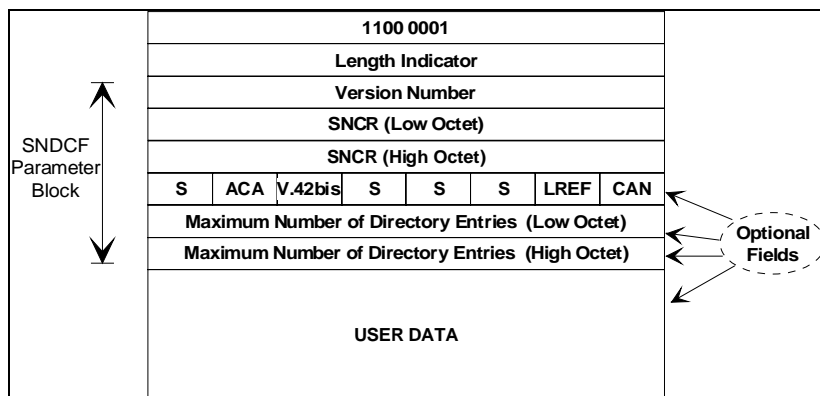 1100 0001
Length Indicator
Version Number
SNCR (Low Octet)
SNCR (High Octet)
SNDCF
Parameter
Block
S ACA V.42bis S S S LREF CAN
Maximum Number of Directory Entries (Low Octet)
Maximum Number of Directory Entries (High Octet)
Optional
Fields
USER DATA